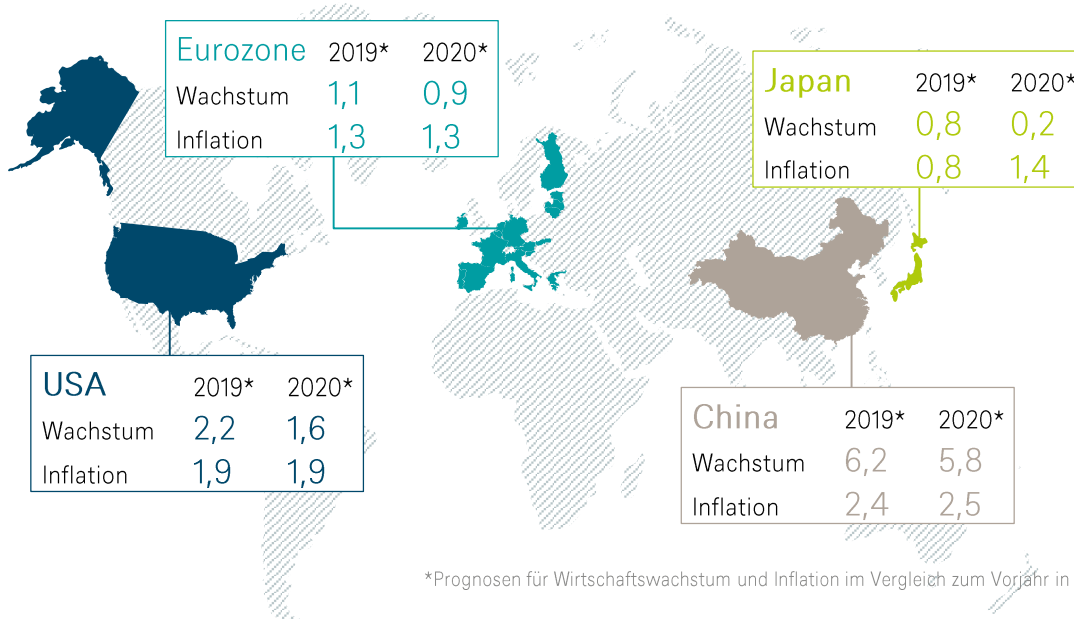 Eurozone 2019* 2020*
Wachstum 1,1 0,9
Inflation 1,3 1,3
Japan 2019* 2020*
Wachstum 0,8 0,2
Inflation 0,8 1,4
USA 2019* 2020*
Wachstum 2,2 1,6
Inflation 1,9 1,9
China 2019* 2020*
Wachstum 6,2 5,8
Inflation 2,4 2,5
*Prognosen für Wirtschaftswachstum und Inflation im Vergleich zum Vorjahr in